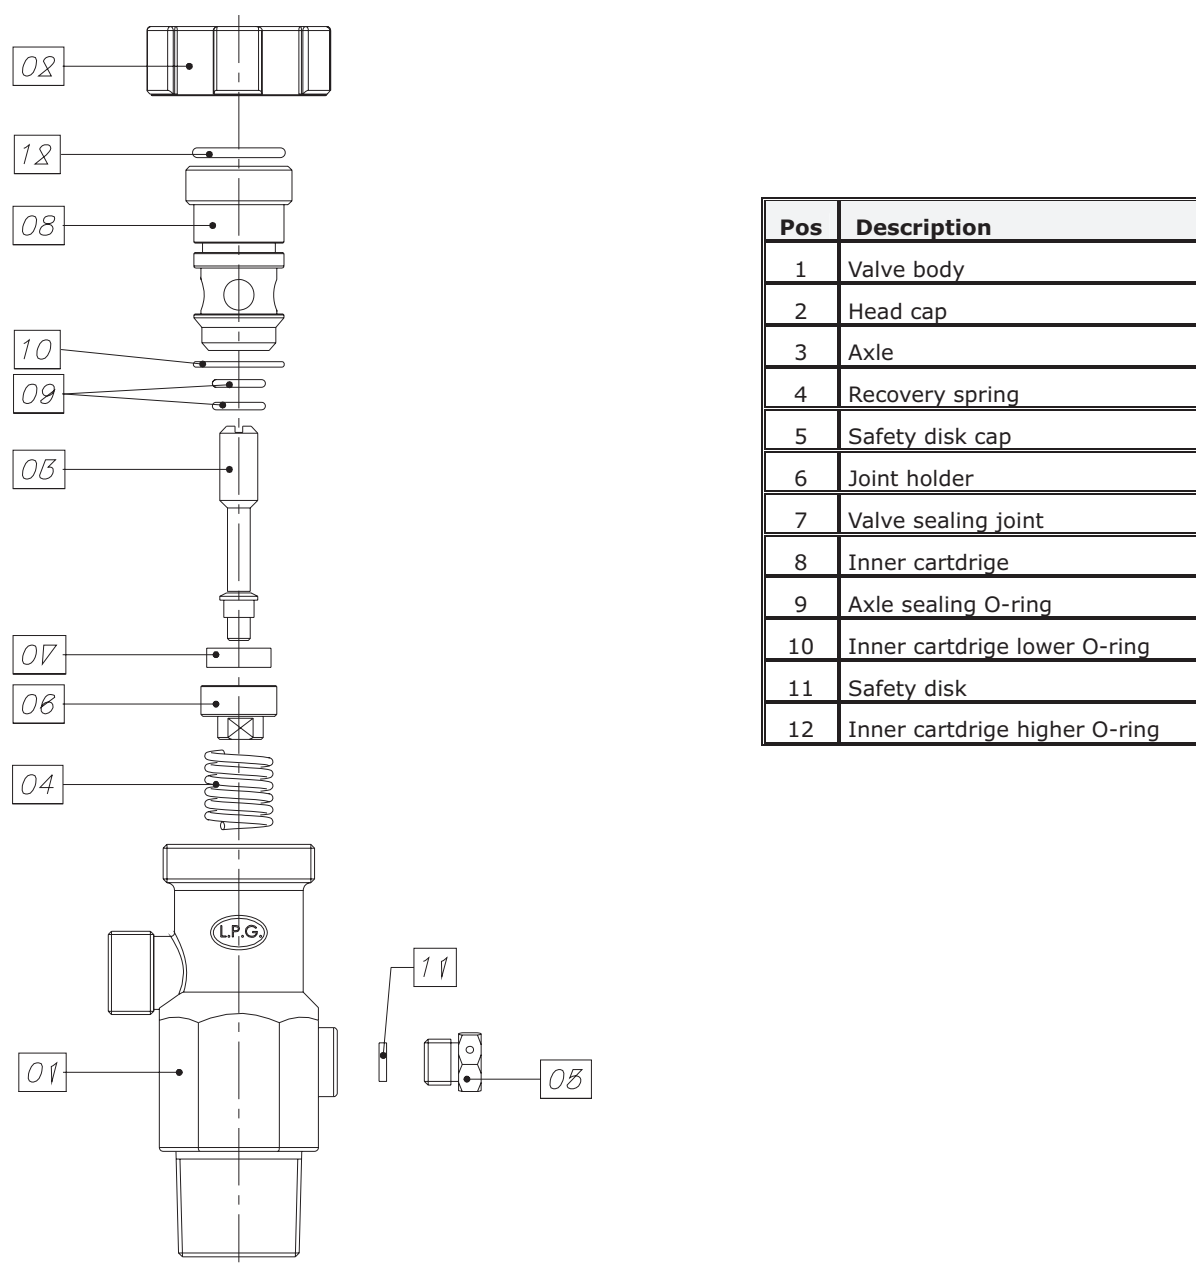 02
12
08
10
09
03
07
06
04
L.P.G.
11
01
05
Pos Description
1 Valve body
2 Head cap
3 Axle
4 Recovery spring
5 Safety disk cap
6 Joint holder
7 Valve sealing joint
8 Inner cartdrige
9 Axle sealing O-ring
10 Inner cartdrige lower O-ring
11 Safety disk
12 Inner cartdrige higher O-ring